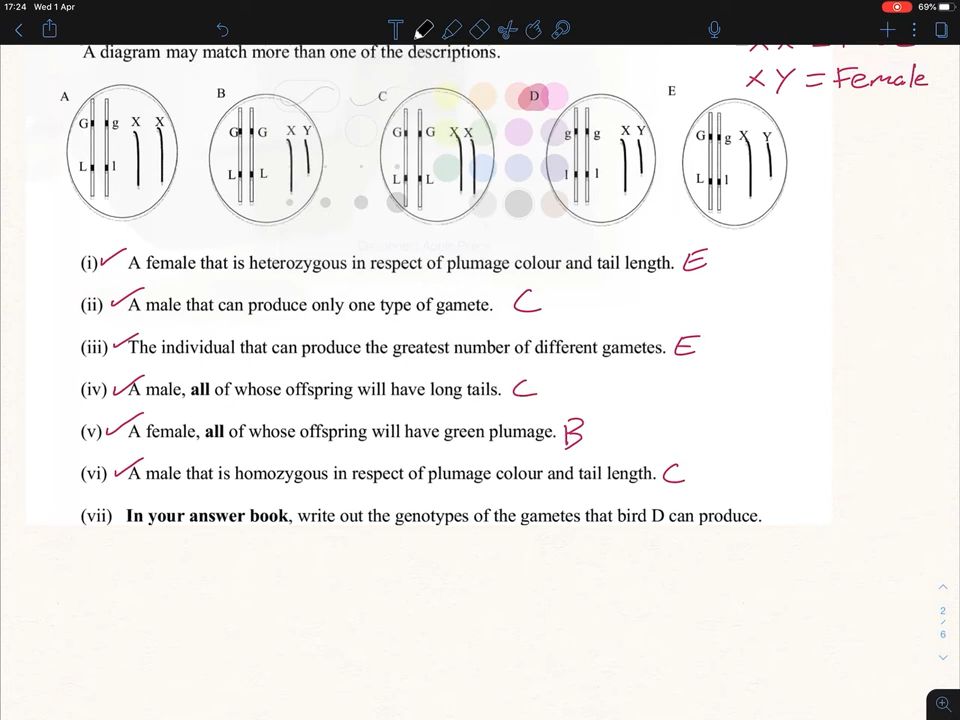 17:24 Wed 1 Apr
69%
T
A diagram may match more than one of the descriptions.
XY = Female
A B C D E
G g X X
G G X Y
G G X X
g g X Y
G g X Y
L l
L L
L L
l l
L l
(i) ✓ A female that is heterozygous in respect of plumage colour and tail length. E
(ii) ✓ A male that can produce only one type of gamete. C
(iii) ✓ The individual that can produce the greatest number of different gametes. E
(iv) ✓ A male, all of whose offspring will have long tails. C
(v) ✓ A female, all of whose offspring will have green plumage. B
(vi) ✓ A male that is homozygous in respect of plumage colour and tail length. C
(vii) In your answer book, write out the genotypes of the gametes that bird D can produce.
2
/
6